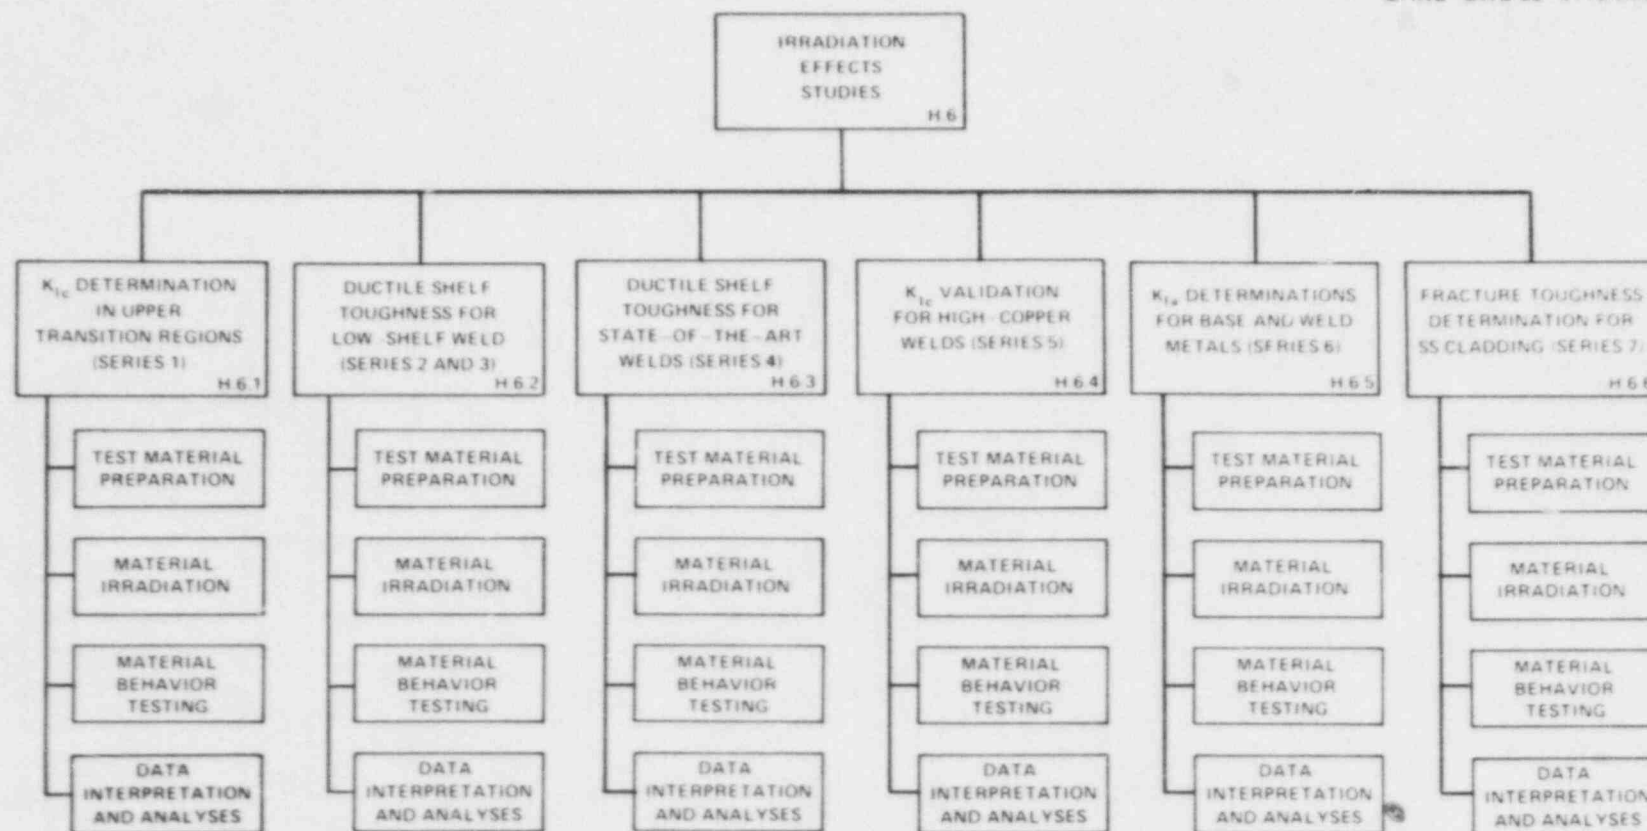 IRRADIATION
EFFECTS
STUDIES
H.6
K_Ic DETERMINATION
IN UPPER
TRANSITION REGIONS
(SERIES 1)
H.6.1
DUCTILE SHELF
TOUGHNESS FOR
LOW-SHELF WELD
(SERIES 2 AND 3)
H.6.2
DUCTILE SHELF
TOUGHNESS FOR
STATE-OF-THE-ART
WELDS (SERIES 4)
H.6.3
K_Ic VALIDATION
FOR HIGH-COPPER
WELDS (SERIES 5)
H.6.4
K_Ia DETERMINATIONS
FOR BASE AND WELD
METALS (SERIES 6)
H.6.5
FRACTURE TOUGHNESS
DETERMINATION FOR
SS CLADDING (SERIES 7)
H.6.6
TEST MATERIAL
PREPARATION
MATERIAL
IRRADIATION
MATERIAL
BEHAVIOR
TESTING
DATA
INTERPRETATION
AND ANALYSES
TEST MATERIAL
PREPARATION
MATERIAL
IRRADIATION
MATERIAL
BEHAVIOR
TESTING
DATA
INTERPRETATION
AND ANALYSES
TEST MATERIAL
PREPARATION
MATERIAL
IRRADIATION
MATERIAL
BEHAVIOR
TESTING
DATA
INTERPRETATION
AND ANALYSES
TEST MATERIAL
PREPARATION
MATERIAL
IRRADIATION
MATERIAL
BEHAVIOR
TESTING
DATA
INTERPRETATION
AND ANALYSES
TEST MATERIAL
PREPARATION
MATERIAL
IRRADIATION
MATERIAL
BEHAVIOR
TESTING
DATA
INTERPRETATION
AND ANALYSES
TEST MATERIAL
PREPARATION
MATERIAL
IRRADIATION
MATERIAL
BEHAVIOR
TESTING
DATA
INTERPRETATION
AND ANALYSES